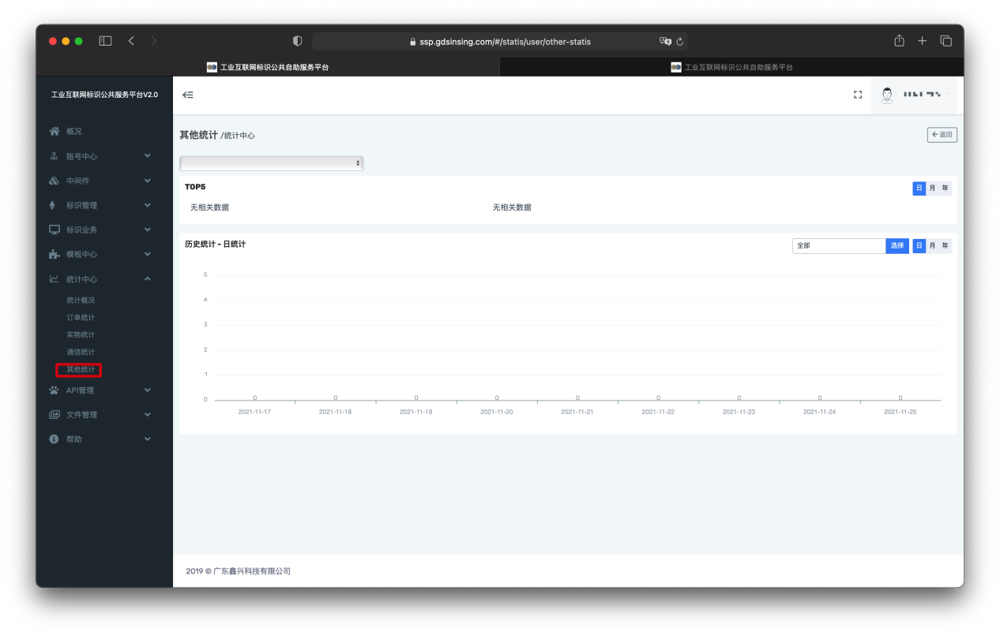 ssp.gdsinsing.com/#/statis/user/other-statis
工业互联网标识公共自助服务平台
工业互联网标识公共自助服务平台
工业互联网标识公共服务平台V2.0
概况
账号中心
中间件
标识管理
标识业务
模板中心
统计中心
统计概况
订单统计
实物统计
通信统计
其他统计
API管理
文件管理
帮助
其他统计 /统计中心
返回
TOP5
日 月 年
无相关数据
无相关数据
历史统计 - 日统计
全部
选择
日 月 年
5
4
3
2
1
0
0 0 0 0 0 0 0 0 0
2021-11-17 2021-11-18 2021-11-19 2021-11-20 2021-11-21 2021-11-22 2021-11-23 2021-11-24 2021-11-25
2019 © 广东鑫兴科技有限公司